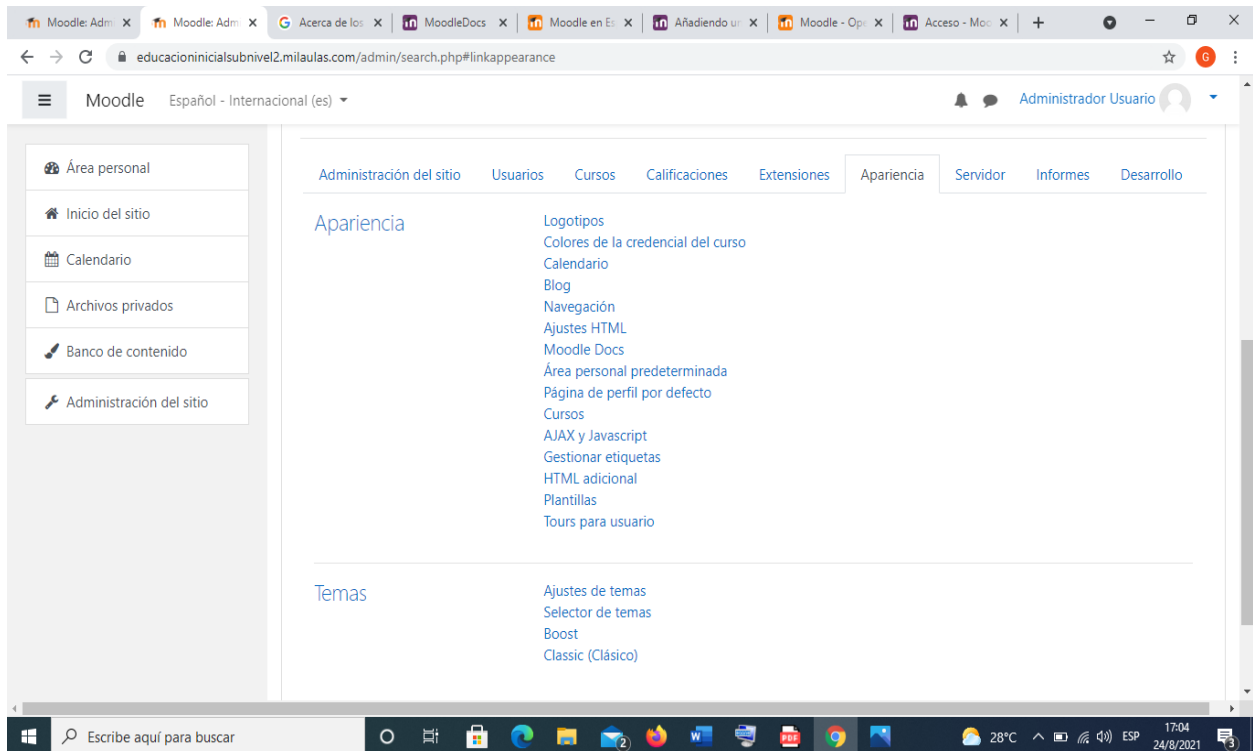 Moodle: Adm
Moodle: Adm
Acerca de los
MoodleDocs
Moodle en Es
Añadiendo un
Moodle - Ope
Acceso - Moo
educacioninicialsubnivel2.milaulas.com/admin/search.php#linkappearance
G
Moodle
Español - Internacional (es)
Administrador Usuario
Área personal
Inicio del sitio
Calendario
Archivos privados
Banco de contenido
Administración del sitio
Administración del sitio Usuarios Cursos Calificaciones Extensiones Apariencia Servidor Informes Desarrollo
Apariencia
Logotipos
Colores de la credencial del curso
Calendario
Blog
Navegación
Ajustes HTML
Moodle Docs
Área personal predeterminada
Página de perfil por defecto
Cursos
AJAX y Javascript
Gestionar etiquetas
HTML adicional
Plantillas
Tours para usuario
Temas
Ajustes de temas
Selector de temas
Boost
Classic (Clásico)
Escribe aquí para buscar
2
W
PDF
28°C
ESP
17:04
24/8/2021
3